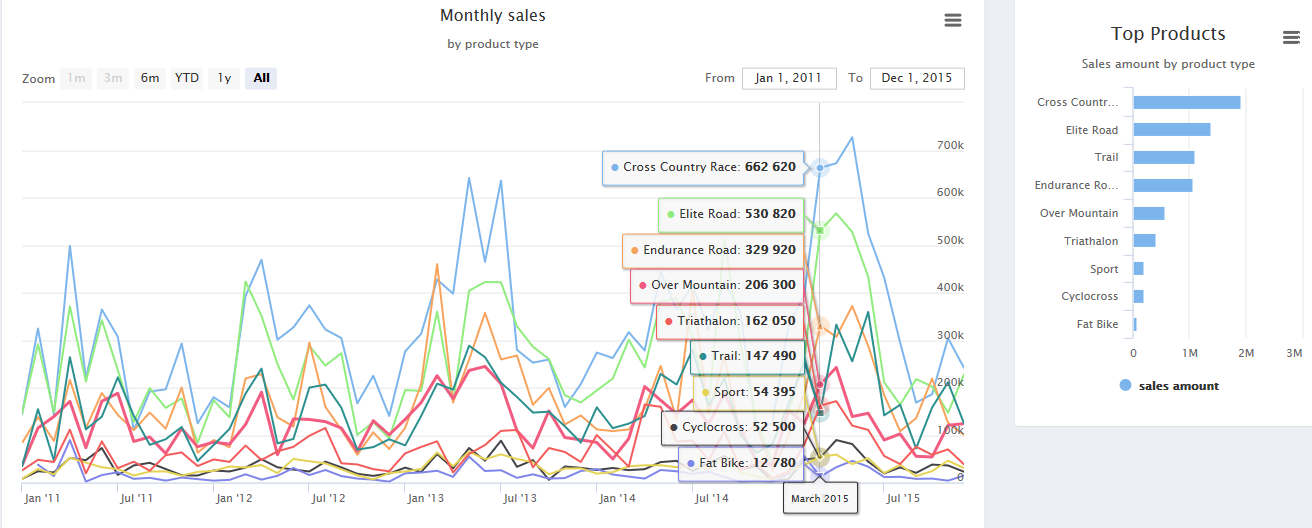 Monthly sales
by product type
Zoom 1m 3m 6m YTD 1y All
From Jan 1, 2011 To Dec 1, 2015
700k
600k
500k
400k
300k
200k
100k
0
Cross Country Race: 662 620
Elite Road: 530 820
Endurance Road: 329 920
Over Mountain: 206 300
Triathalon: 162 050
Trail: 147 490
Sport: 54 395
Cyclocross: 52 500
Fat Bike: 12 780
Jan '11 Jul '11 Jan '12 Jul '12 Jan '13 Jul '13 Jan '14 Jul '14 March 2015 Jul '15
Top Products
Sales amount by product type
Cross Countr...
Elite Road
Trail
Endurance Ro...
Over Mountain
Triathalon
Sport
Cyclocross
Fat Bike
0 1M 2M 3M
sales amount